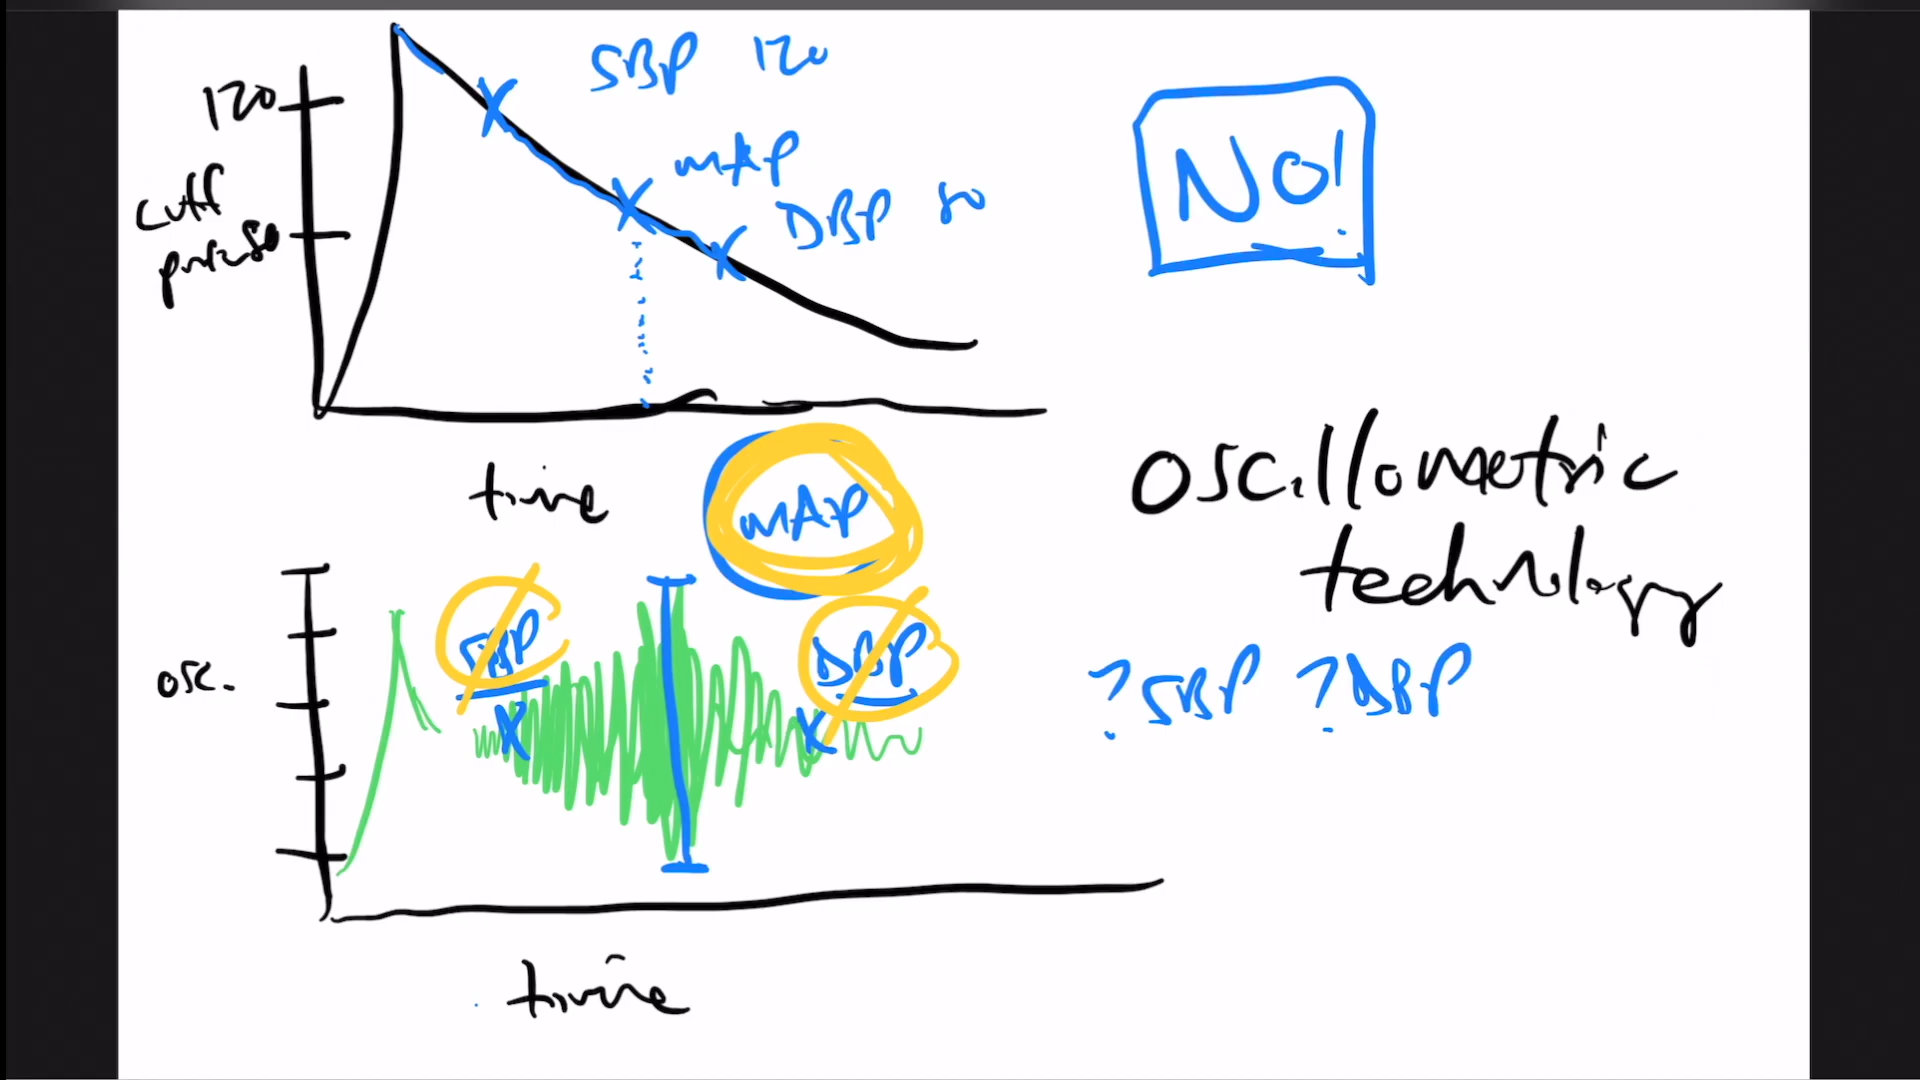 SBP 120
120
MAP
NO!
cuff
DBP 80
80
time
MAP
oscillometric
technology
SBP
DBP
osc.
?SBP ?DBP
time